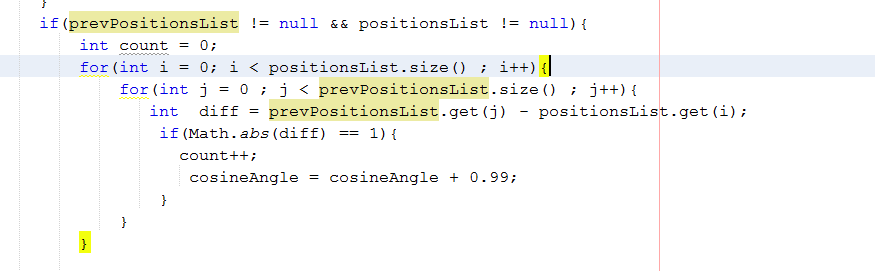 }
if(prevPositionsList != null && positionsList != null){
int count = 0;
for(int i = 0; i < positionsList.size() ; i++){
for(int j = 0 ; j < prevPositionsList.size() ; j++){
int  diff = prevPositionsList.get(j) - positionsList.get(i);
if(Math.abs(diff) == 1){
count++;
cosineAngle = cosineAngle + 0.99;
}
}
}